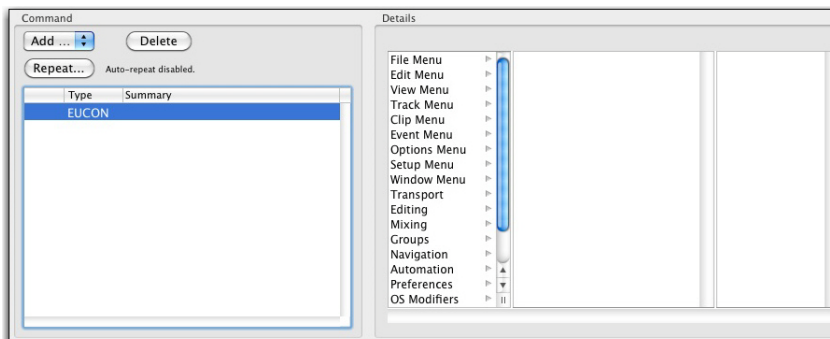 Command
Add ...
Delete
Repeat...
Auto-repeat disabled.
Type Summary
EUCON
Details
File Menu
Edit Menu
View Menu
Track Menu
Clip Menu
Event Menu
Options Menu
Setup Menu
Window Menu
Transport
Editing
Mixing
Groups
Navigation
Automation
Preferences
OS Modifiers